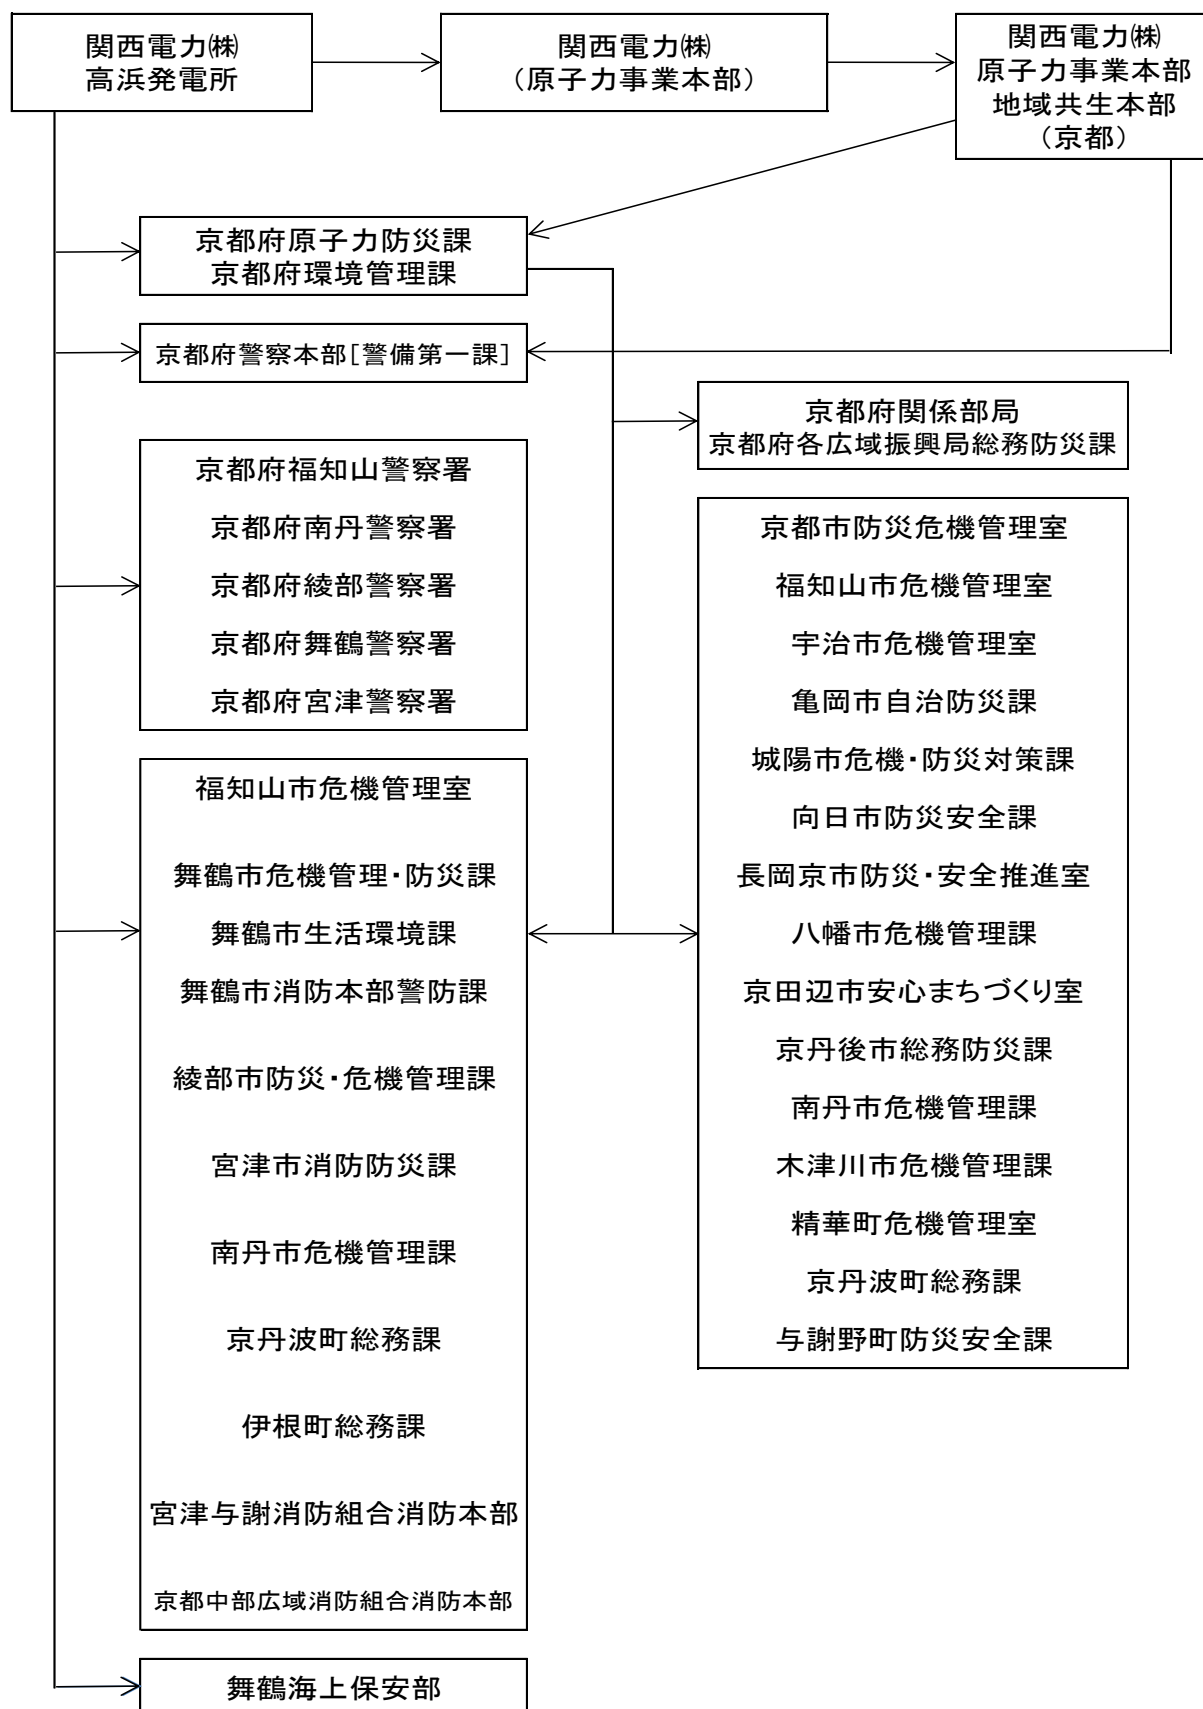 関西電力㈱
高浜発電所
関西電力㈱
（原子力事業本部）
関西電力㈱
原子力事業本部
地域共生本部
（京都）
京都府原子力防災課
京都府環境管理課
京都府警察本部[警備第一課]
京都府関係部局
京都府各広域振興局総務防災課
京都府福知山警察署
京都府南丹警察署
京都府綾部警察署
京都府舞鶴警察署
京都府宮津警察署
京都市防災危機管理室
福知山市危機管理室
宇治市危機管理室
亀岡市自治防災課
城陽市危機・防災対策課
向日市防災安全課
長岡京市防災・安全推進室
八幡市危機管理課
京田辺市安心まちづくり室
京丹後市総務防災課
南丹市危機管理課
木津川市危機管理課
精華町危機管理室
京丹波町総務課
与謝野町防災安全課
福知山市危機管理室
舞鶴市危機管理・防災課
舞鶴市生活環境課
舞鶴市消防本部警防課
綾部市防災・危機管理課
宮津市消防防災課
南丹市危機管理課
京丹波町総務課
伊根町総務課
宮津与謝消防組合消防本部
京都中部広域消防組合消防本部
舞鶴海上保安部